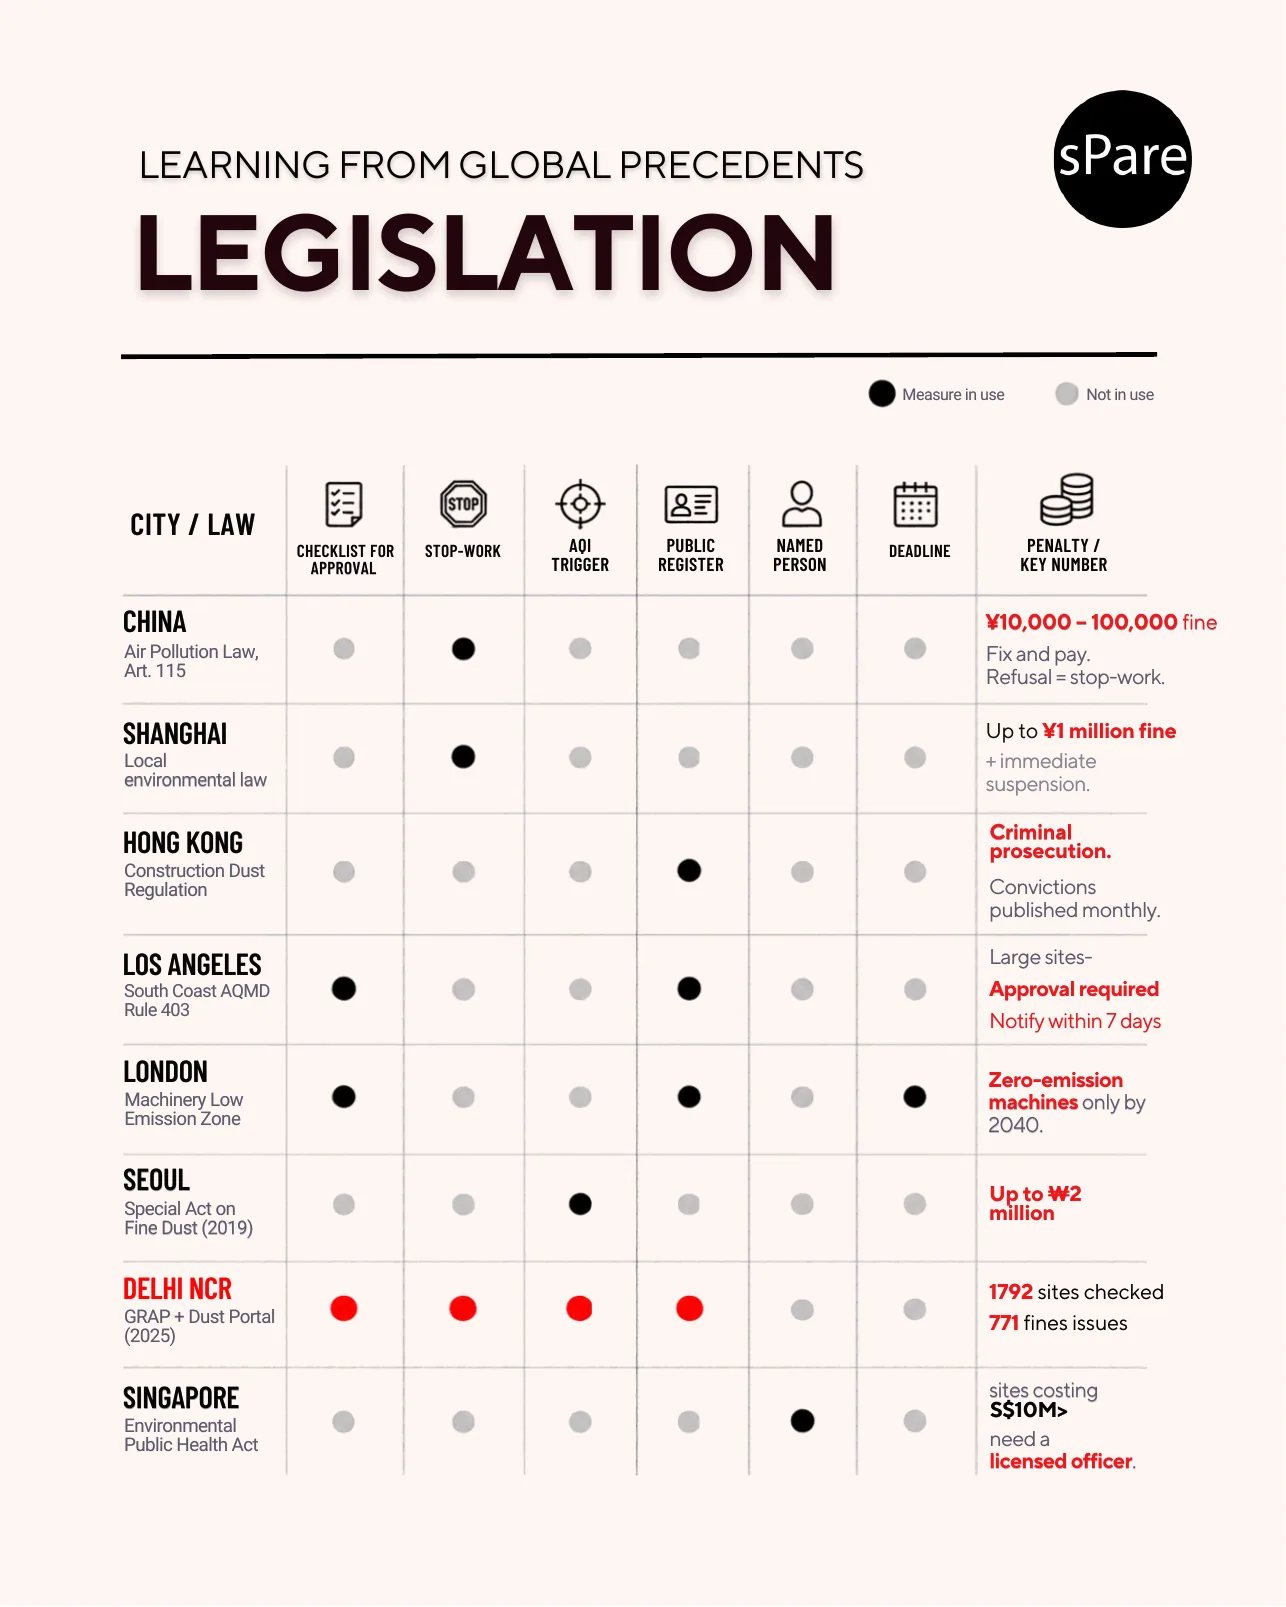 sPare
LEARNING FROM GLOBAL PRECEDENTS
LEGISLATION
Measure in use
Not in use
CITY / LAW
CHECKLIST FOR
APPROVAL
STOP
STOP-WORK
AQI
TRIGGER
PUBLIC
REGISTER
NAMED
PERSON
DEADLINE
PENALTY /
KEY NUMBER
CHINA
Air Pollution Law,
Art. 115
¥10,000 – 100,000 fine
Fix and pay.
Refusal = stop-work.
SHANGHAI
Local
environmental law
Up to ¥1 million fine
+ immediate
suspension.
HONG KONG
Construction Dust
Regulation
Criminal
prosecution.
Convictions
published monthly.
LOS ANGELES
South Coast AQMD
Rule 403
Large sites-
Approval required
Notify within 7 days
LONDON
Machinery Low
Emission Zone
Zero-emission
machines only by
2040.
SEOUL
Special Act on
Fine Dust (2019)
Up to ₩2
million
DELHI NCR
GRAP + Dust Portal
(2025)
1792 sites checked
771 fines issues
SINGAPORE
Environmental
Public Health Act
sites costing
S$10M>
need a
licensed officer.